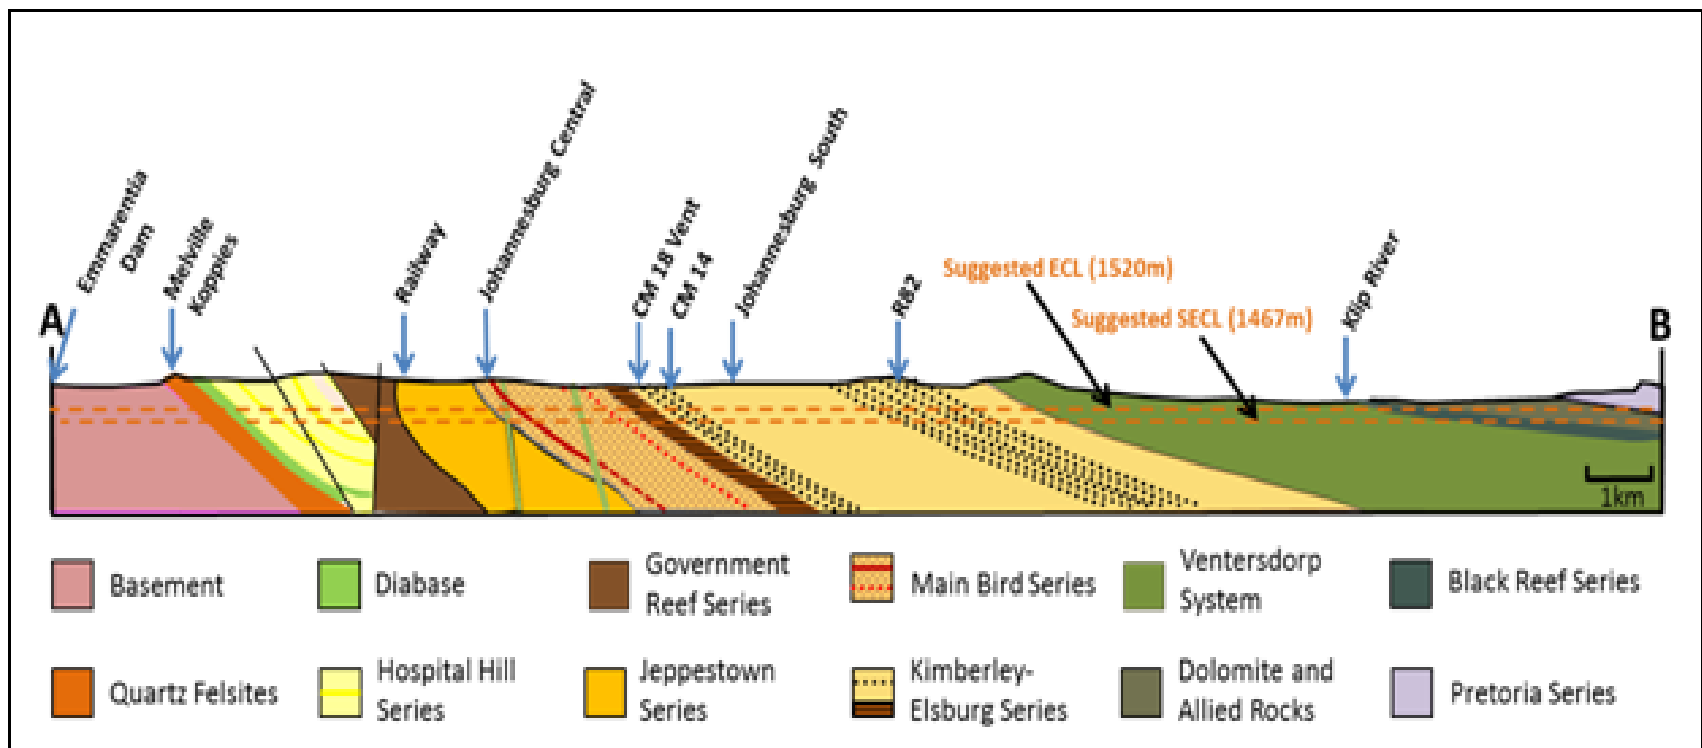 Emmarentia
Dam
Melville
Koppies
Railway
Johannesburg Central
CM 18 Vent
CM 14
Johannesburg South
R82
Suggested ECL (1520m)
Suggested SECL (1467m)
Klip River
A
B
1km
Basement
Diabase
Government
Reef Series
Main Bird Series
Ventersdorp
System
Black Reef Series
Quartz Felsites
Hospital Hill
Series
Jeppestown
Series
Kimberley-
Elsburg Series
Dolomite and
Allied Rocks
Pretoria Series